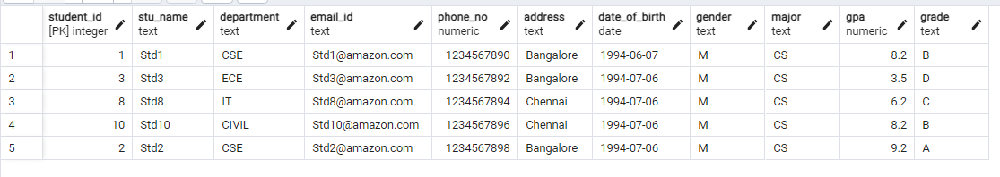 student_id stu_name department email_id phone_no address date_of_birth gender major gpa grade
[PK] integer text text text numeric text date text text numeric text
1 1 Std1 CSE Std1@amazon.com 1234567890 Bangalore 1994-06-07 M CS 8.2 B
2 3 Std3 ECE Std3@amazon.com 1234567892 Bangalore 1994-07-06 M CS 3.5 D
3 8 Std8 IT Std8@amazon.com 1234567894 Chennai 1994-07-06 M CS 6.2 C
4 10 Std10 CIVIL Std10@amazon.com 1234567896 Chennai 1994-07-06 M CS 8.2 B
5 2 Std2 CSE Std2@amazon.com 1234567898 Bangalore 1994-07-06 M CS 9.2 A